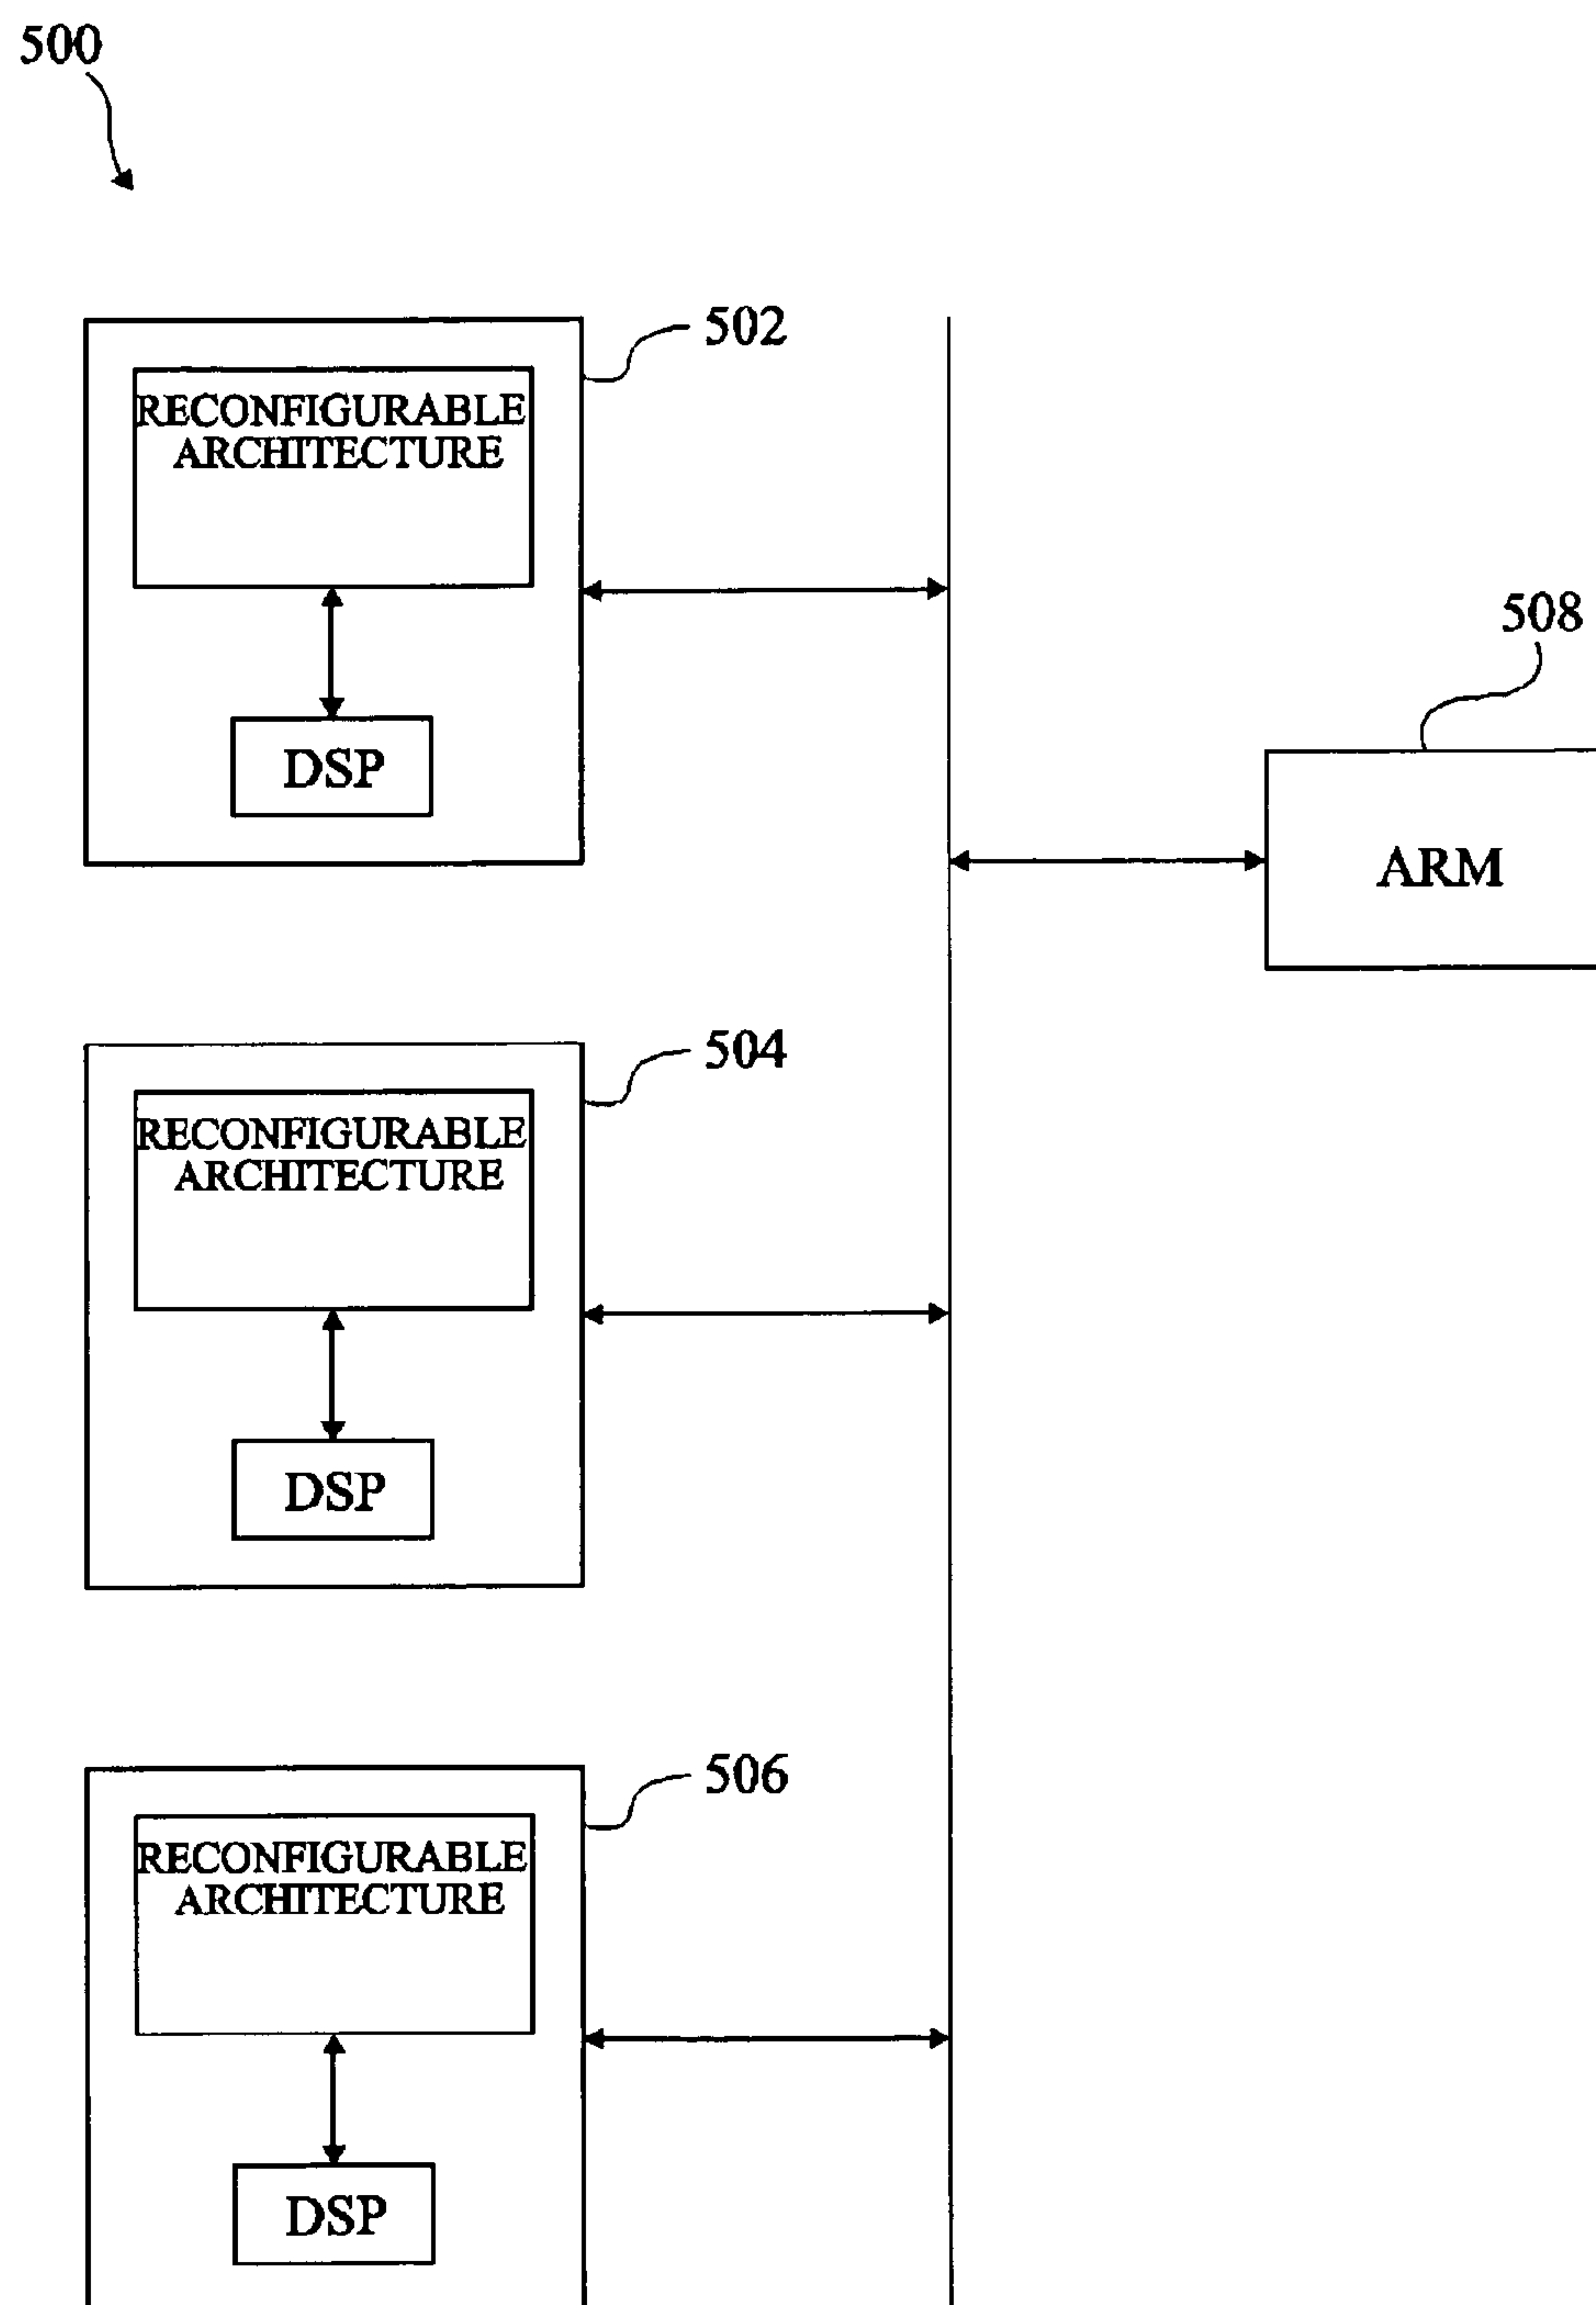 500
502
RECONFIGURABLE
ARCHITECTURE
DSP
508
ARM
504
RECONFIGURABLE
ARCHITECTURE
DSP
506
RECONFIGURABLE
ARCHITECTURE
DSP